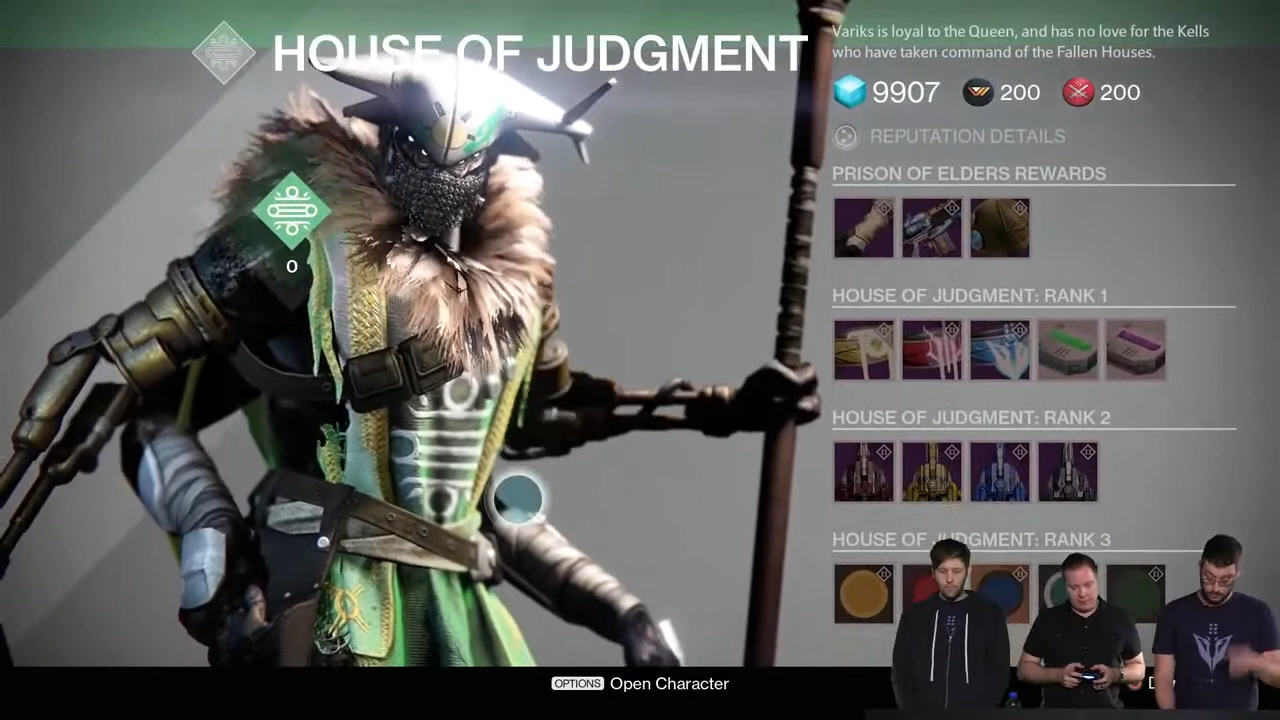 HOUSE OF JUDGMENT
Variks is loyal to the Queen, and has no love for the Kells
who have taken command of the Fallen Houses.
9907 200 200
REPUTATION DETAILS
PRISON OF ELDERS REWARDS
0
HOUSE OF JUDGMENT: RANK 1
HOUSE OF JUDGMENT: RANK 2
HOUSE OF JUDGMENT: RANK 3
OPTIONS Open Character